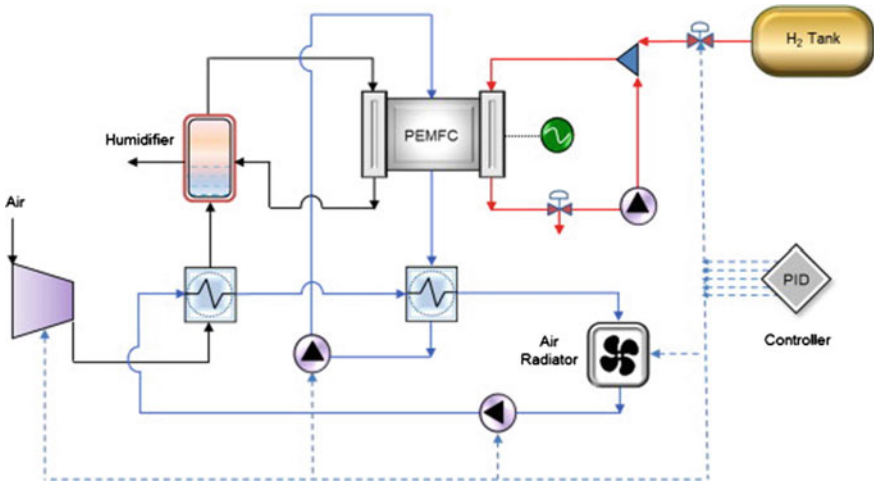 H₂ Tank
PEMFC
Humidifier
Air
PID
Air
Radiator
Controller